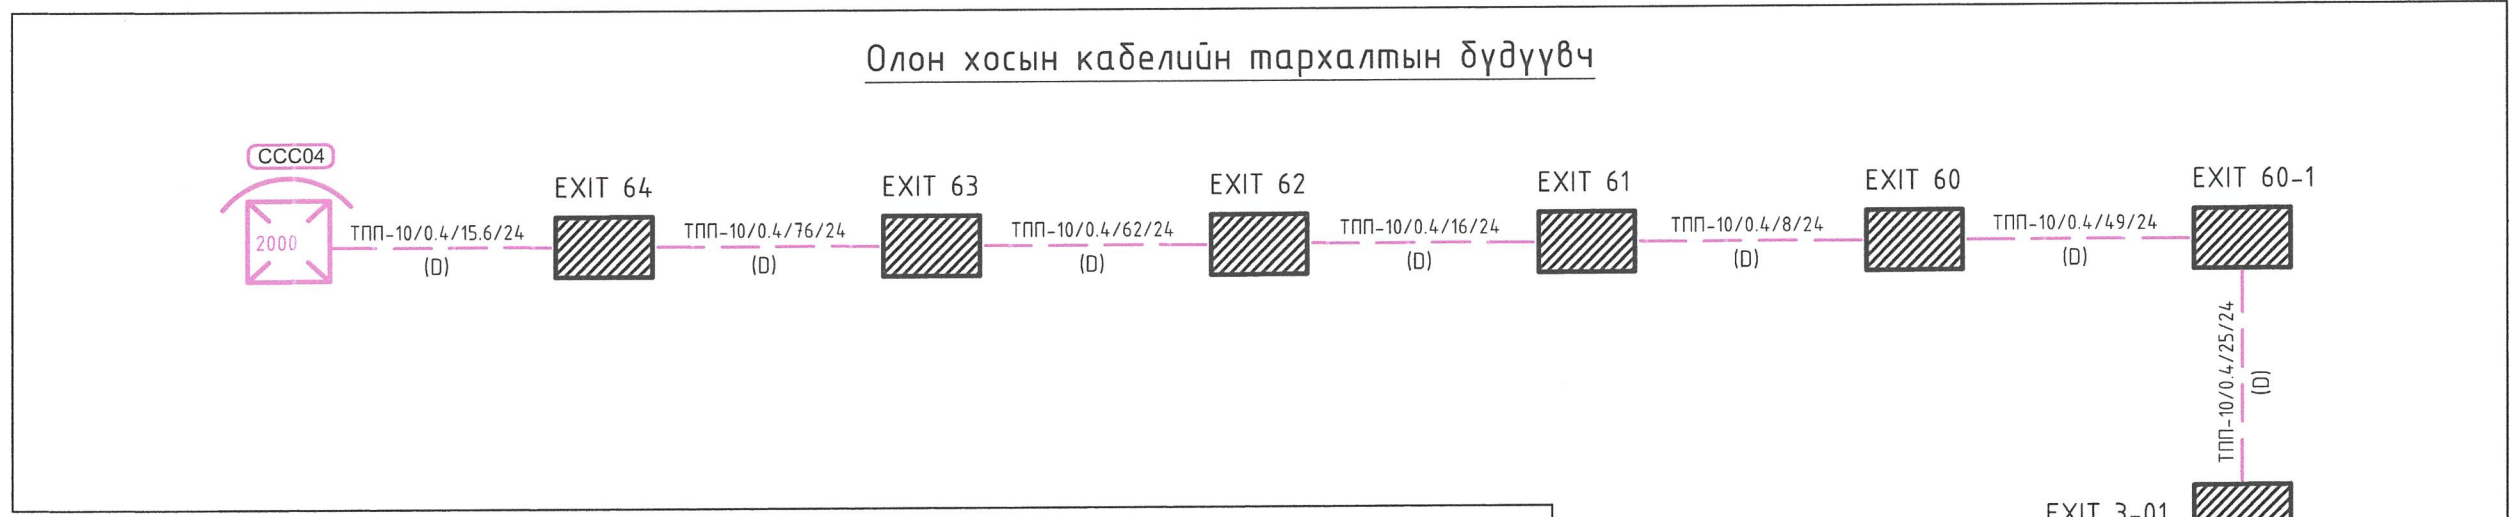 Олон хосын кабелийн тархалтын бүдүүвч
CCC04
2000
ТПП-10/0.4/15.6/24
(D)
EXIT 64
ТПП-10/0.4/76/24
(D)
EXIT 63
ТПП-10/0.4/62/24
(D)
EXIT 62
ТПП-10/0.4/16/24
(D)
EXIT 61
ТПП-10/0.4/8/24
(D)
EXIT 60
ТПП-10/0.4/49/24
(D)
EXIT 60-1
ТПП-10/0.4/25/24
(D)
EXIT 3-01